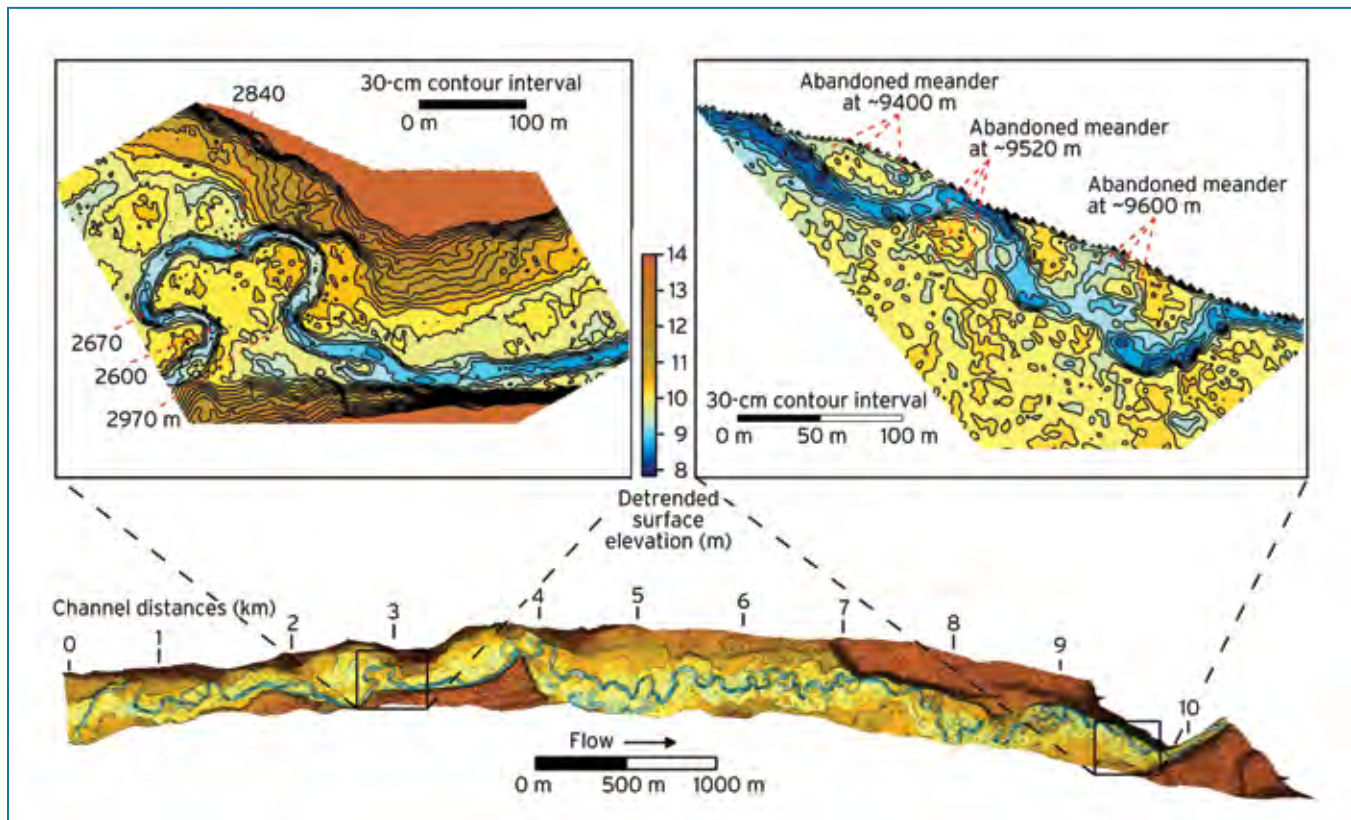 2840
30-cm contour interval
0 m 100 m
2670
2600
2970 m
Abandoned meander
at ~9400 m
Abandoned meander
at ~9520 m
Abandoned meander
at ~9600 m
30-cm contour interval
0 m 50 m 100 m
14
13
12
11
10
9
8
Detrended
surface
elevation (m)
Channel distances (km)
0 1 2 3 4 5 6 7 8 9 10
Flow
0 m 500 m 1000 m